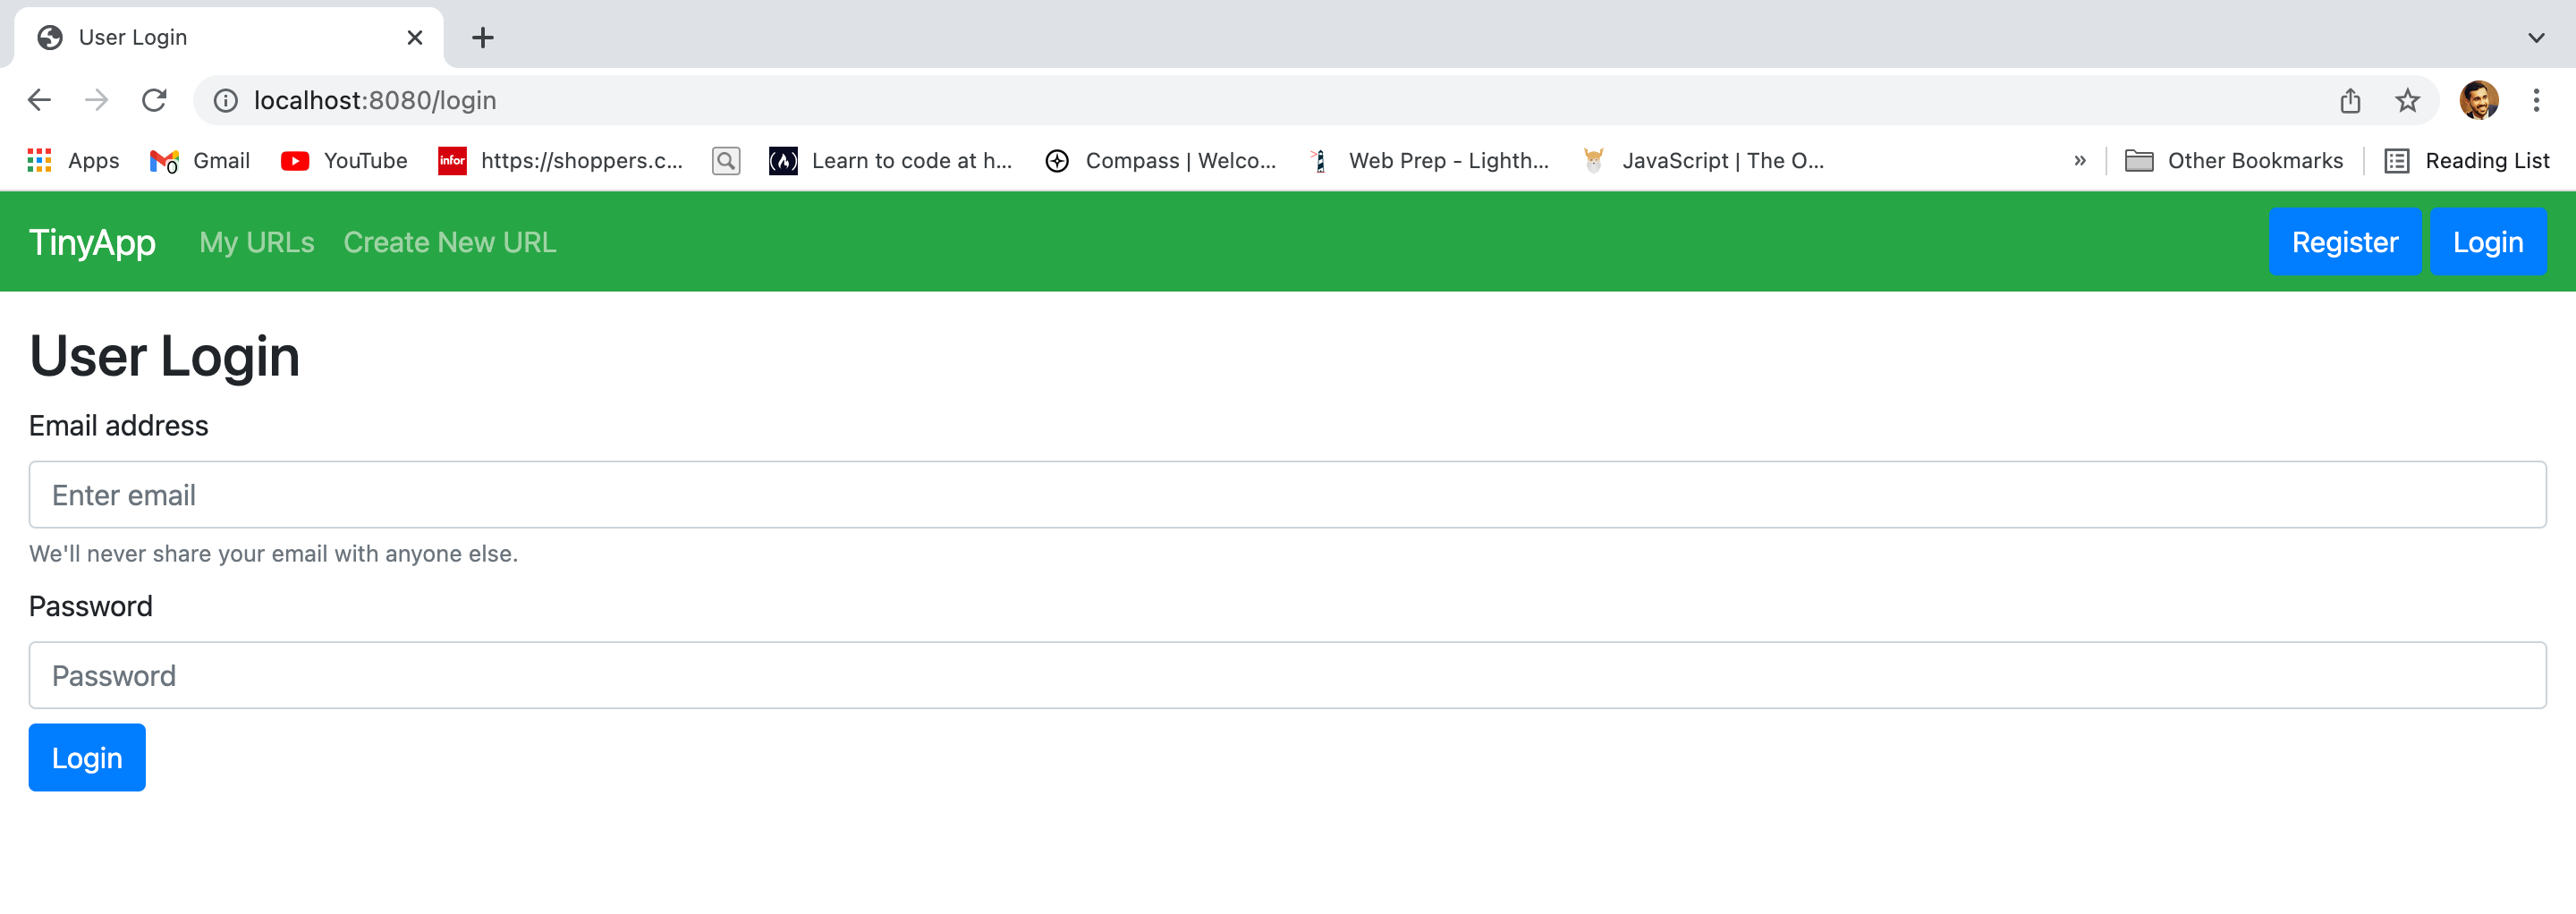 User Login
localhost:8080/login
Apps Gmail YouTube infor https://shoppers.c... Learn to code at h... Compass | Welco... Web Prep - Lighth... JavaScript | The O... » Other Bookmarks Reading List
TinyApp My URLs Create New URL Register Login
User Login
Email address
Enter email
We'll never share your email with anyone else.
Password
Password
Login